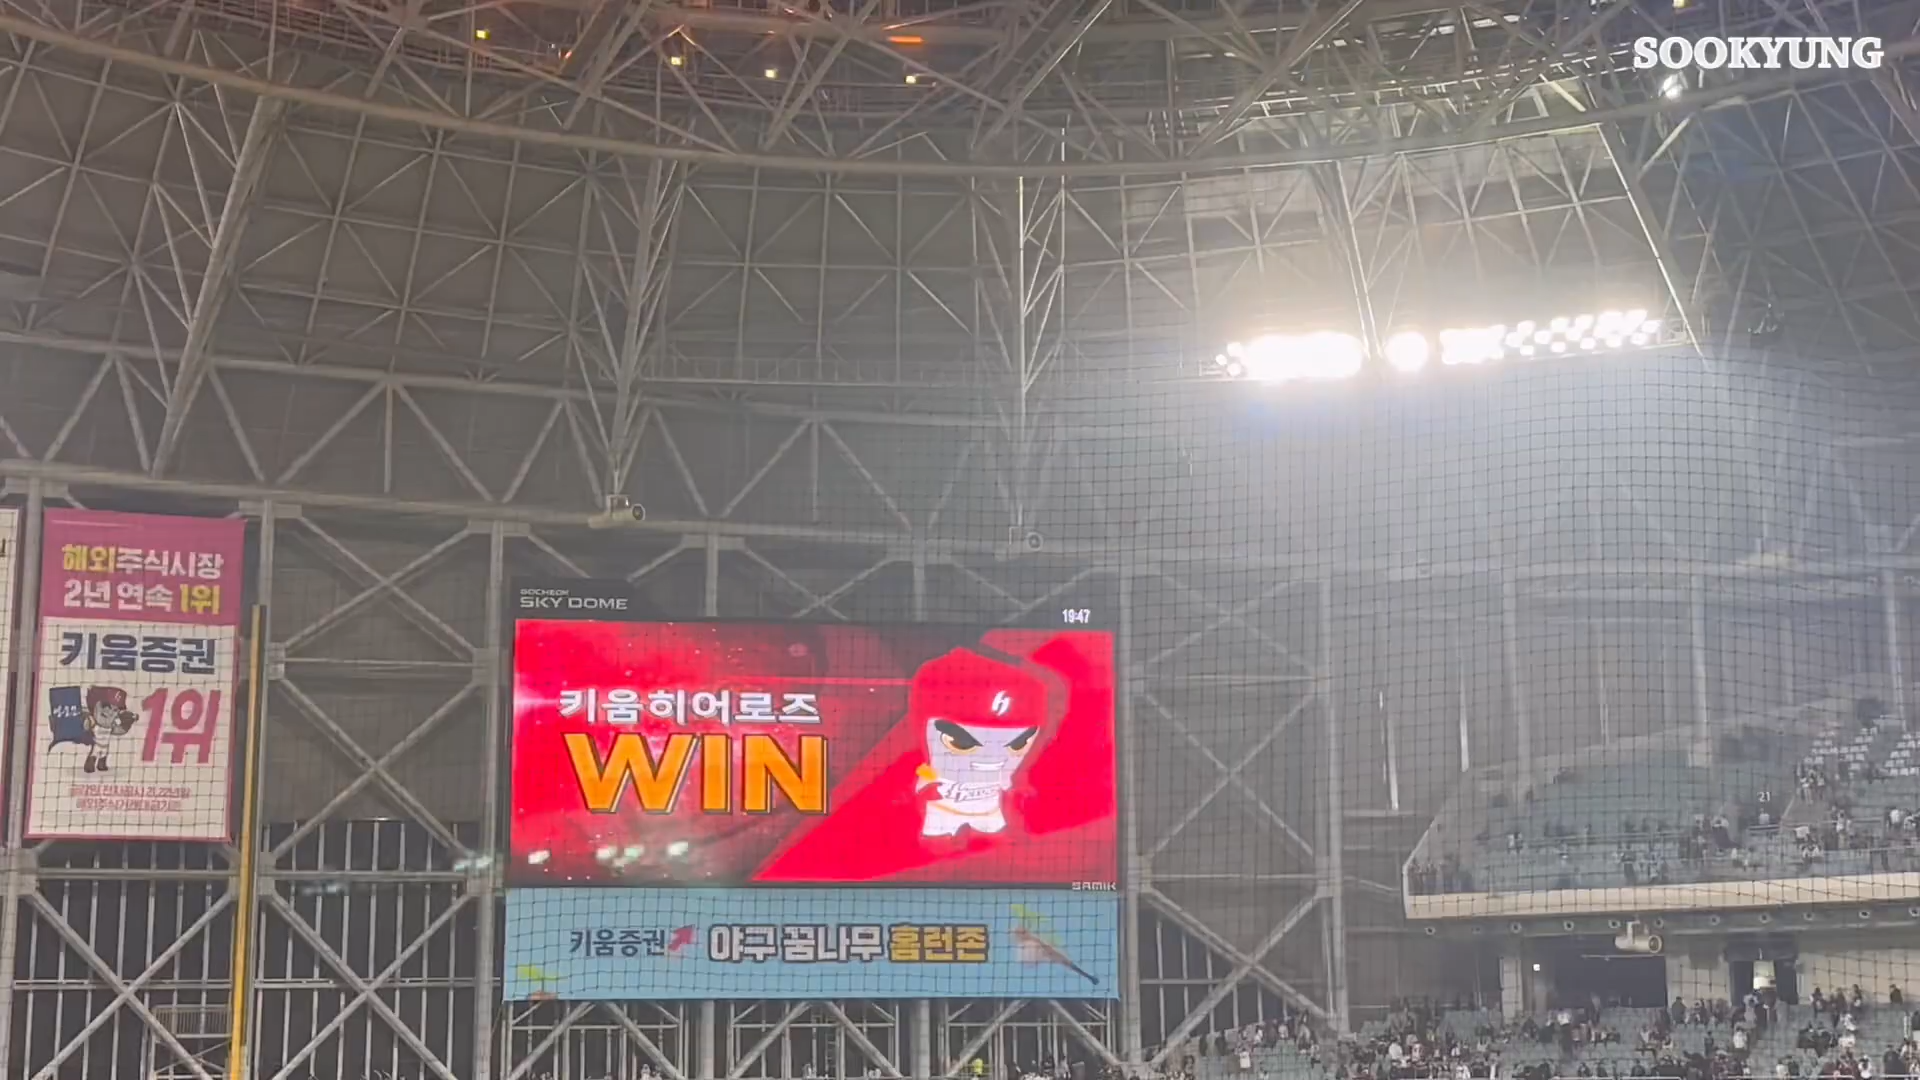 SOOKYUNG
해외주식시장
2년 연속 1위
키움증권
1위
GOCHEOK
SKY DOME
19:47
키움히어로즈
WIN
SAMIK
키움증권 야구 꿈나무 홈런존
21